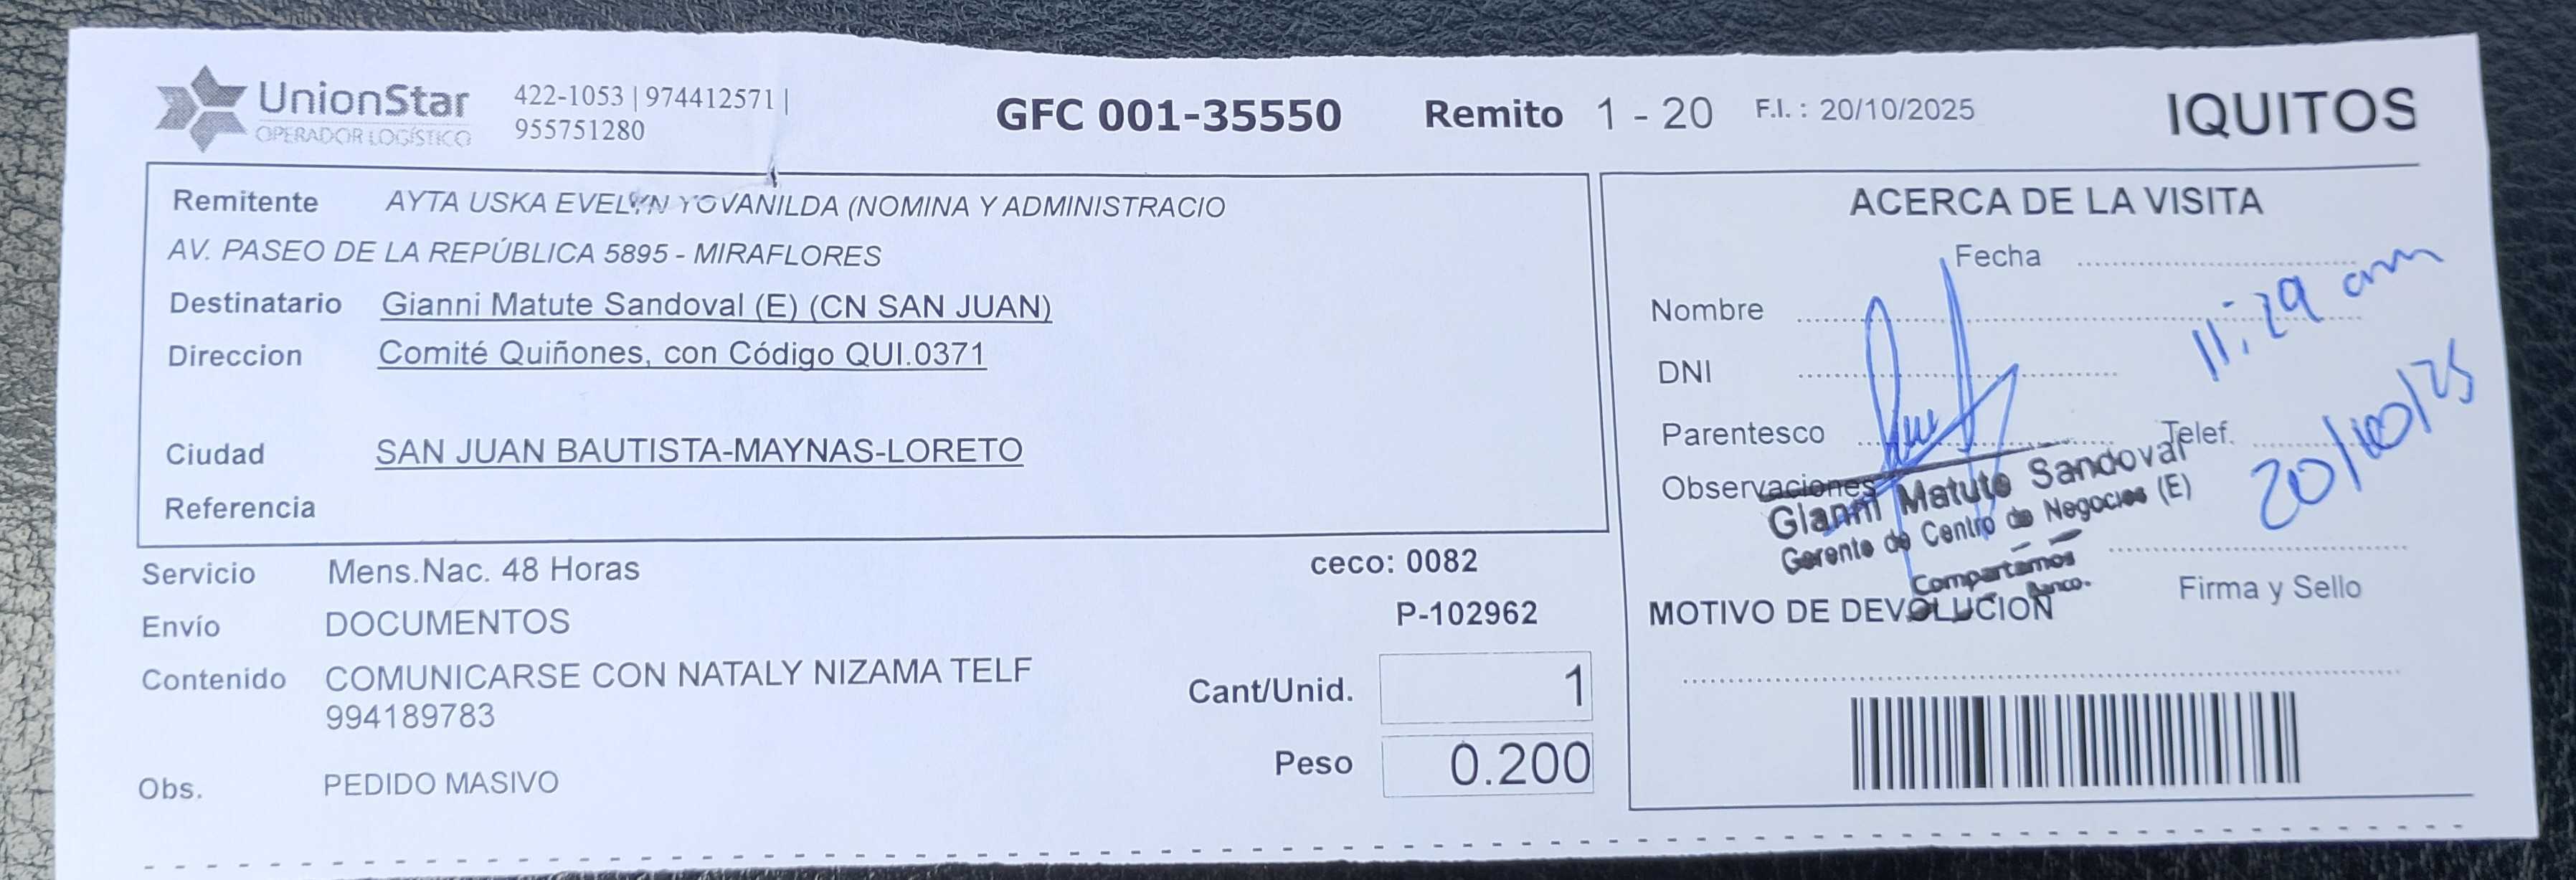 UnionStar
OPERADOR LOGÍSTICO
422-1053 | 974412571 |
955751280
GFC 001-35550 Remito 1 - 20 F.I. : 20/10/2025
IQUITOS
Remitente AYTA USKA EVELYN YOVANILDA (NOMINA Y ADMINISTRACIO
AV. PASEO DE LA REPÚBLICA 5895 - MIRAFLORES
Destinatario Gianni Matute Sandoval (E) (CN SAN JUAN)
Direccion Comité Quiñones, con Código QUI.0371
Ciudad SAN JUAN BAUTISTA-MAYNAS-LORETO
Referencia
Servicio Mens.Nac. 48 Horas
ceco: 0082
Envío DOCUMENTOS
P-102962
Contenido COMUNICARSE CON NATALY NIZAMA TELF
994189783
Cant/Unid. 1
Peso 0.200
Obs. PEDIDO MASIVO
ACERCA DE LA VISITA
Fecha
Nombre
11:29 am
DNI
20/10/25
Parentesco
Telef.
Observaciones
Gianni Matute Sandoval
Gerente de Centro de Negocios (E)
Compartamos
Banco.
Firma y Sello
MOTIVO DE DEVOLUCION